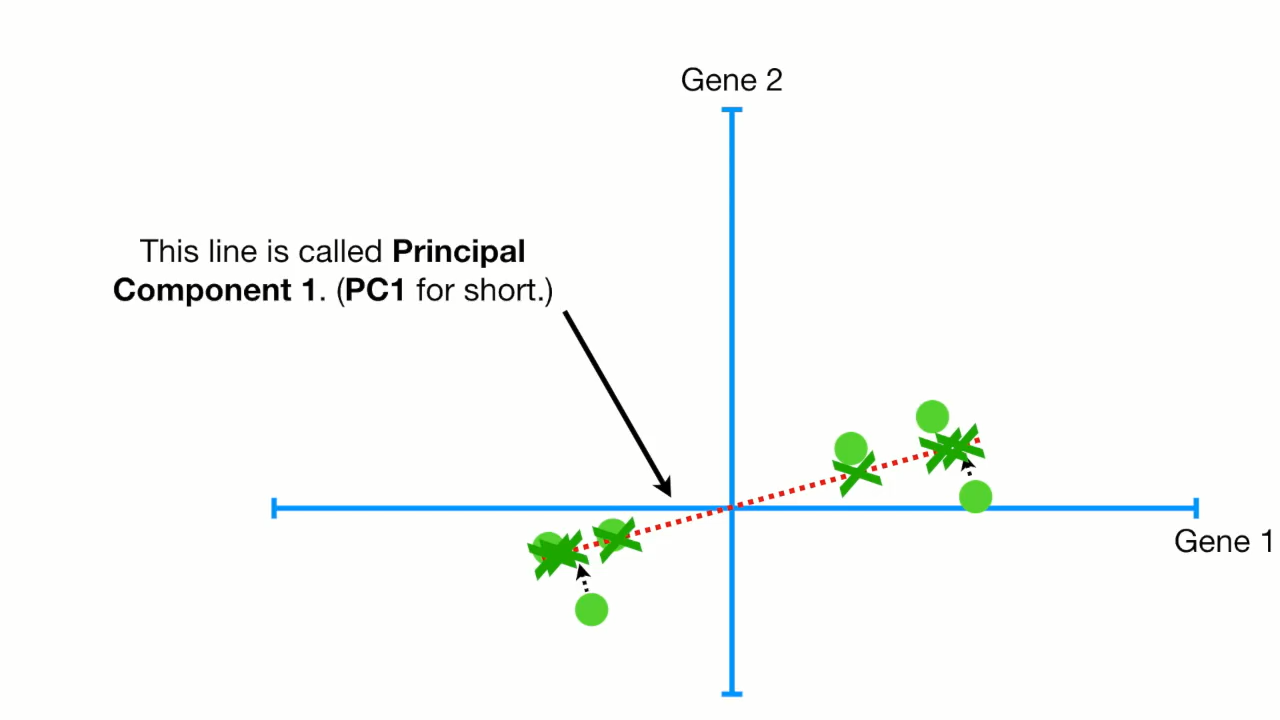 Gene 2
This line is called Principal
Component 1. (PC1 for short.)
Gene 1